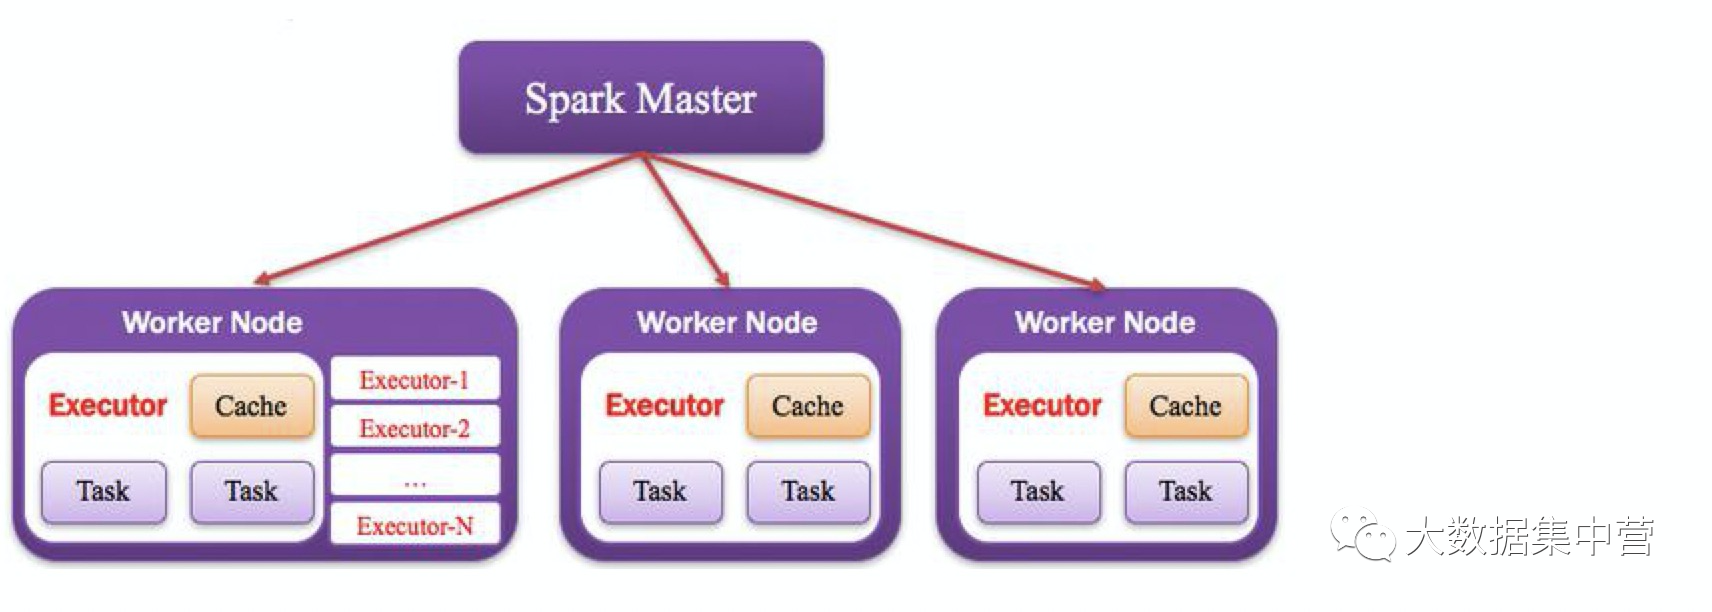 Spark Master
Worker Node
Executor
Cache
Task
Task
Executor-1
Executor-2
...
Executor-N
Worker Node
Executor
Cache
Task
Task
Worker Node
Executor
Cache
Task
Task
大数据集中营